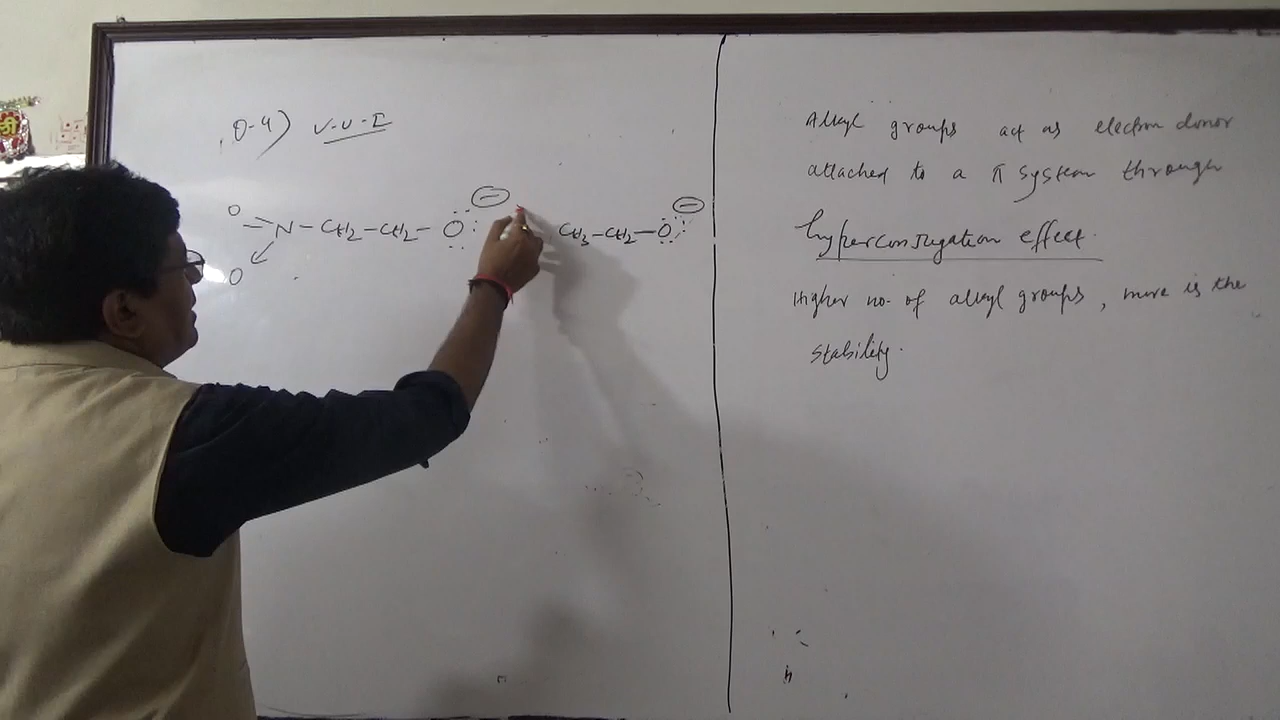 Q-4) V-V-I
O
= N - CH2 - CH2 - O ⊖ CH3 - CH2 - O ⊖
O
Alkyl groups act as electron donor
attached to a π system through
hyperconjugation effect.
Higher no. of alkyl groups, more is the
stability.